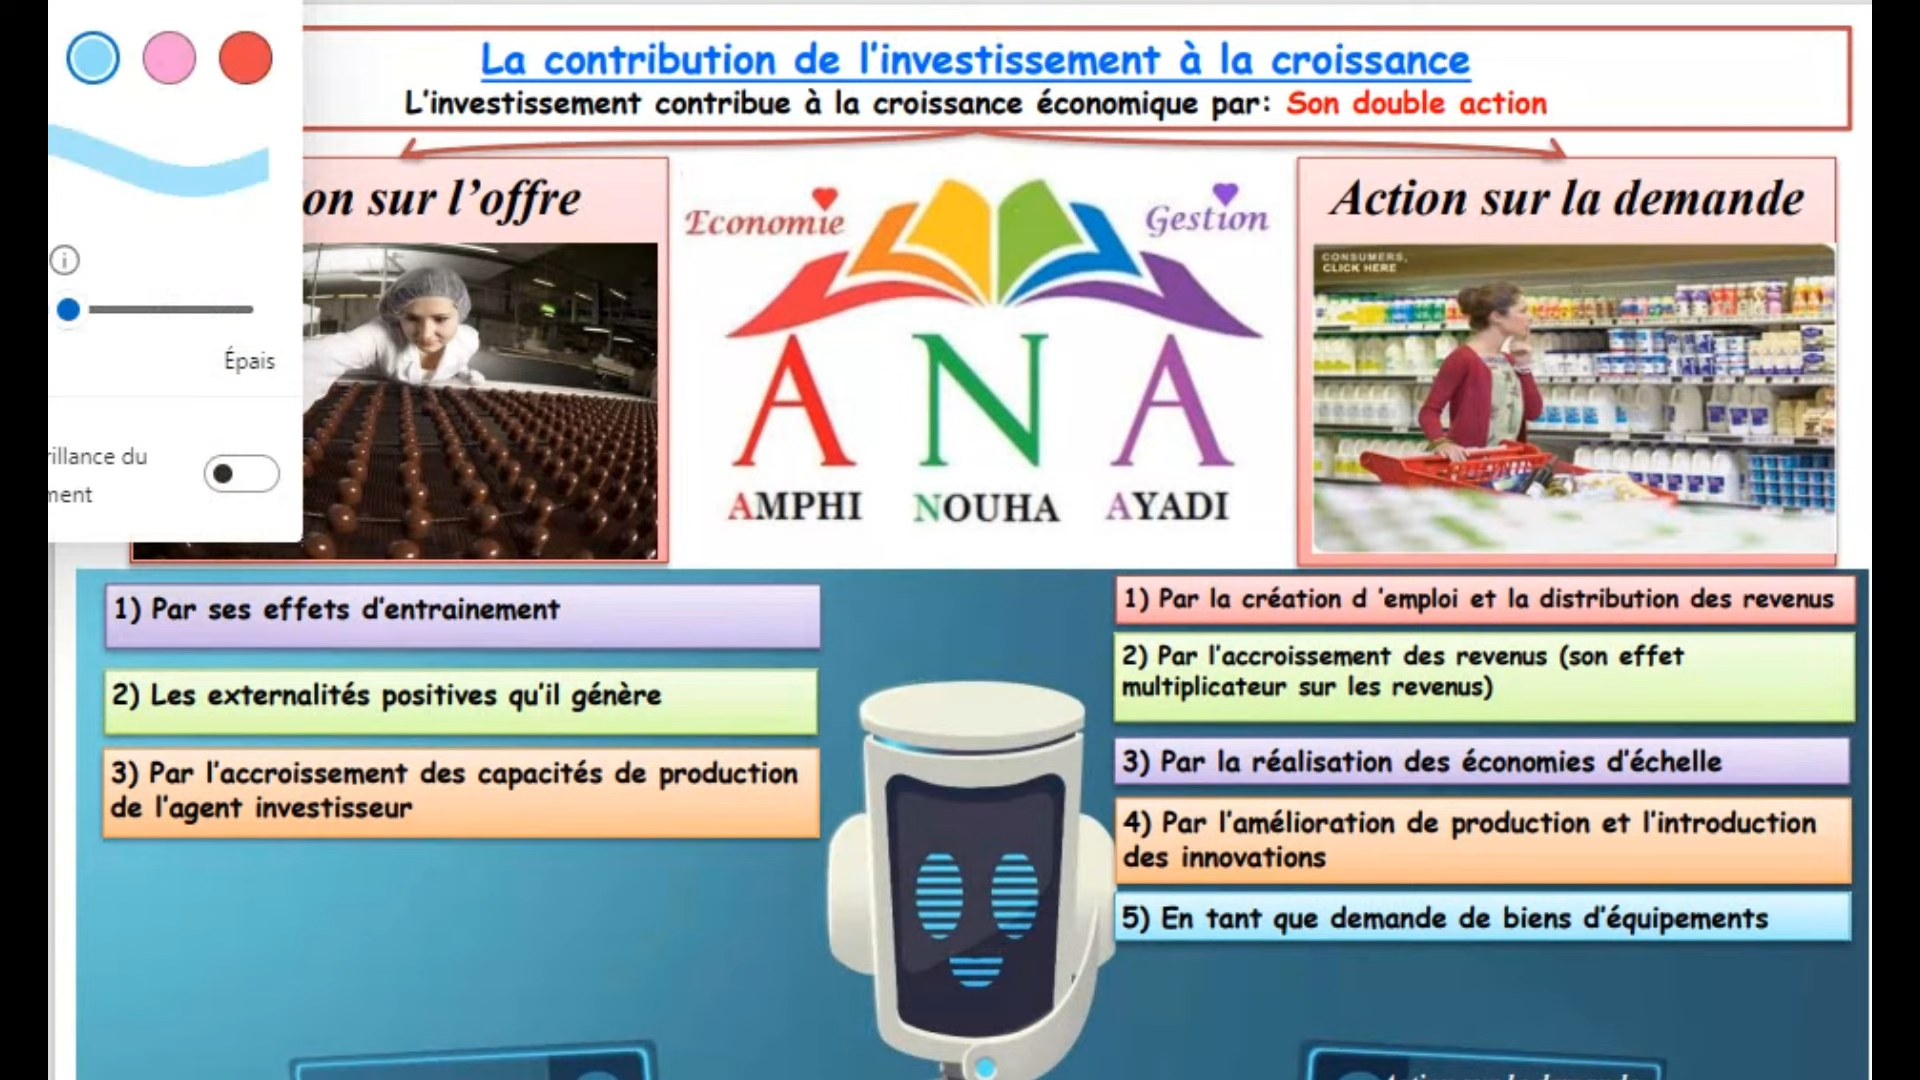 La contribution de l'investissement à la croissance
L'investissement contribue à la croissance économique par: Son double action
on sur l'offre
Economie
Gestion
Action sur la demande
CONSUMERS,
CLICK HERE
Épais
illance du
ment
A N A
AMPHI NOUHA AYADI
1) Par ses effets d'entrainement
2) Les externalités positives qu'il génère
3) Par l'accroissement des capacités de production
de l'agent investisseur
1) Par la création d 'emploi et la distribution des revenus
2) Par l'accroissement des revenus (son effet
multiplicateur sur les revenus)
3) Par la réalisation des économies d'échelle
4) Par l'amélioration de production et l'introduction
des innovations
5) En tant que demande de biens d'équipements